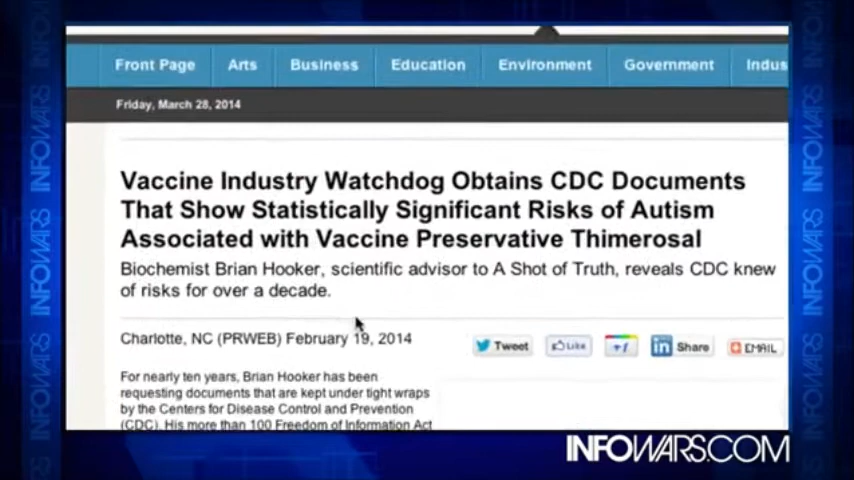 Front Page Arts Business Education Environment Government Indus
Friday, March 28, 2014
Vaccine Industry Watchdog Obtains CDC Documents
That Show Statistically Significant Risks of Autism
Associated with Vaccine Preservative Thimerosal
Biochemist Brian Hooker, scientific advisor to A Shot of Truth, reveals CDC knew
of risks for over a decade.
Charlotte, NC (PRWEB) February 19, 2014
Tweet Like +1 in Share EMAIL
For nearly ten years, Brian Hooker has been
requesting documents that are kept under tight wraps
by the Centers for Disease Control and Prevention
(CDC). His more than 100 Freedom of Information Act
INFOWARS.COM
INFOWARS
INFOWARS
INFOWARS
INFOWARS